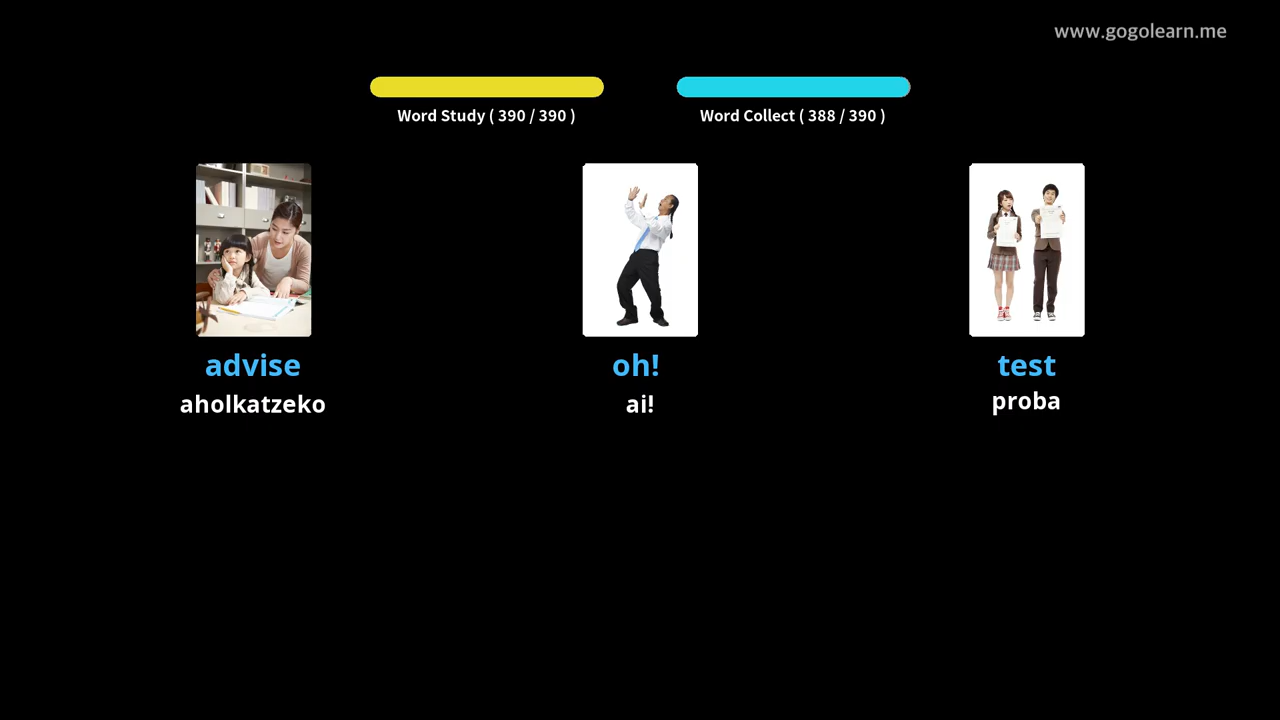 www.gogolearn.me
Word Study ( 390 / 390 )
Word Collect ( 388 / 390 )
advise
aholkatzeko
oh!
ai!
test
proba